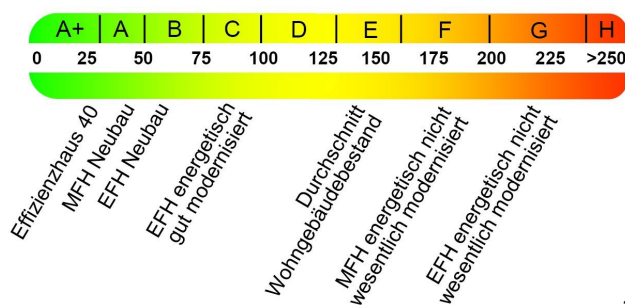 A+ A B C D E F G H
0 25 50 75 100 125 150 175 200 225 >250
Effizienzhaus 40
MFH Neubau
EFH Neubau
EFH energetisch
gut modernisiert
Durchschnitt
Wohngebäudebestand
MFH energetisch nicht
wesentlich modernisiert
EFH energetisch nicht
wesentlich modernisiert